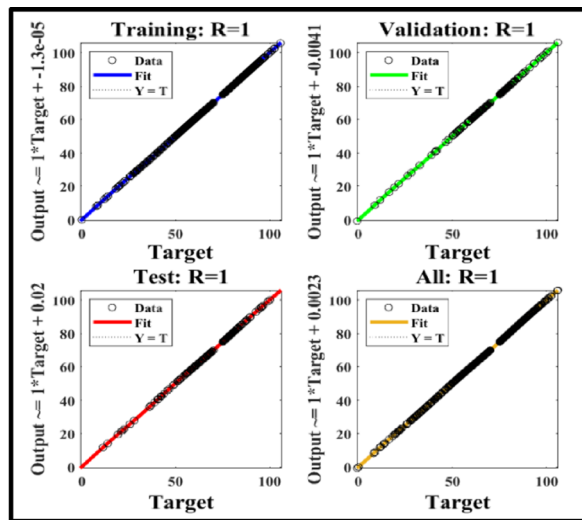 Training: R=1
Output ~= 1*Target + -1.3e-05
100
80
60
40
20
0
Data
Fit
Y = T
0 50 100
Target
Validation: R=1
Output ~= 1*Target + -0.0041
100
80
60
40
20
0
Data
Fit
Y = T
0 50 100
Target
Test: R=1
Output ~= 1*Target + 0.02
100
80
60
40
20
0
Data
Fit
Y = T
0 50 100
Target
All: R=1
Output ~= 1*Target + 0.0023
100
80
60
40
20
0
Data
Fit
Y = T
0 50 100
Target